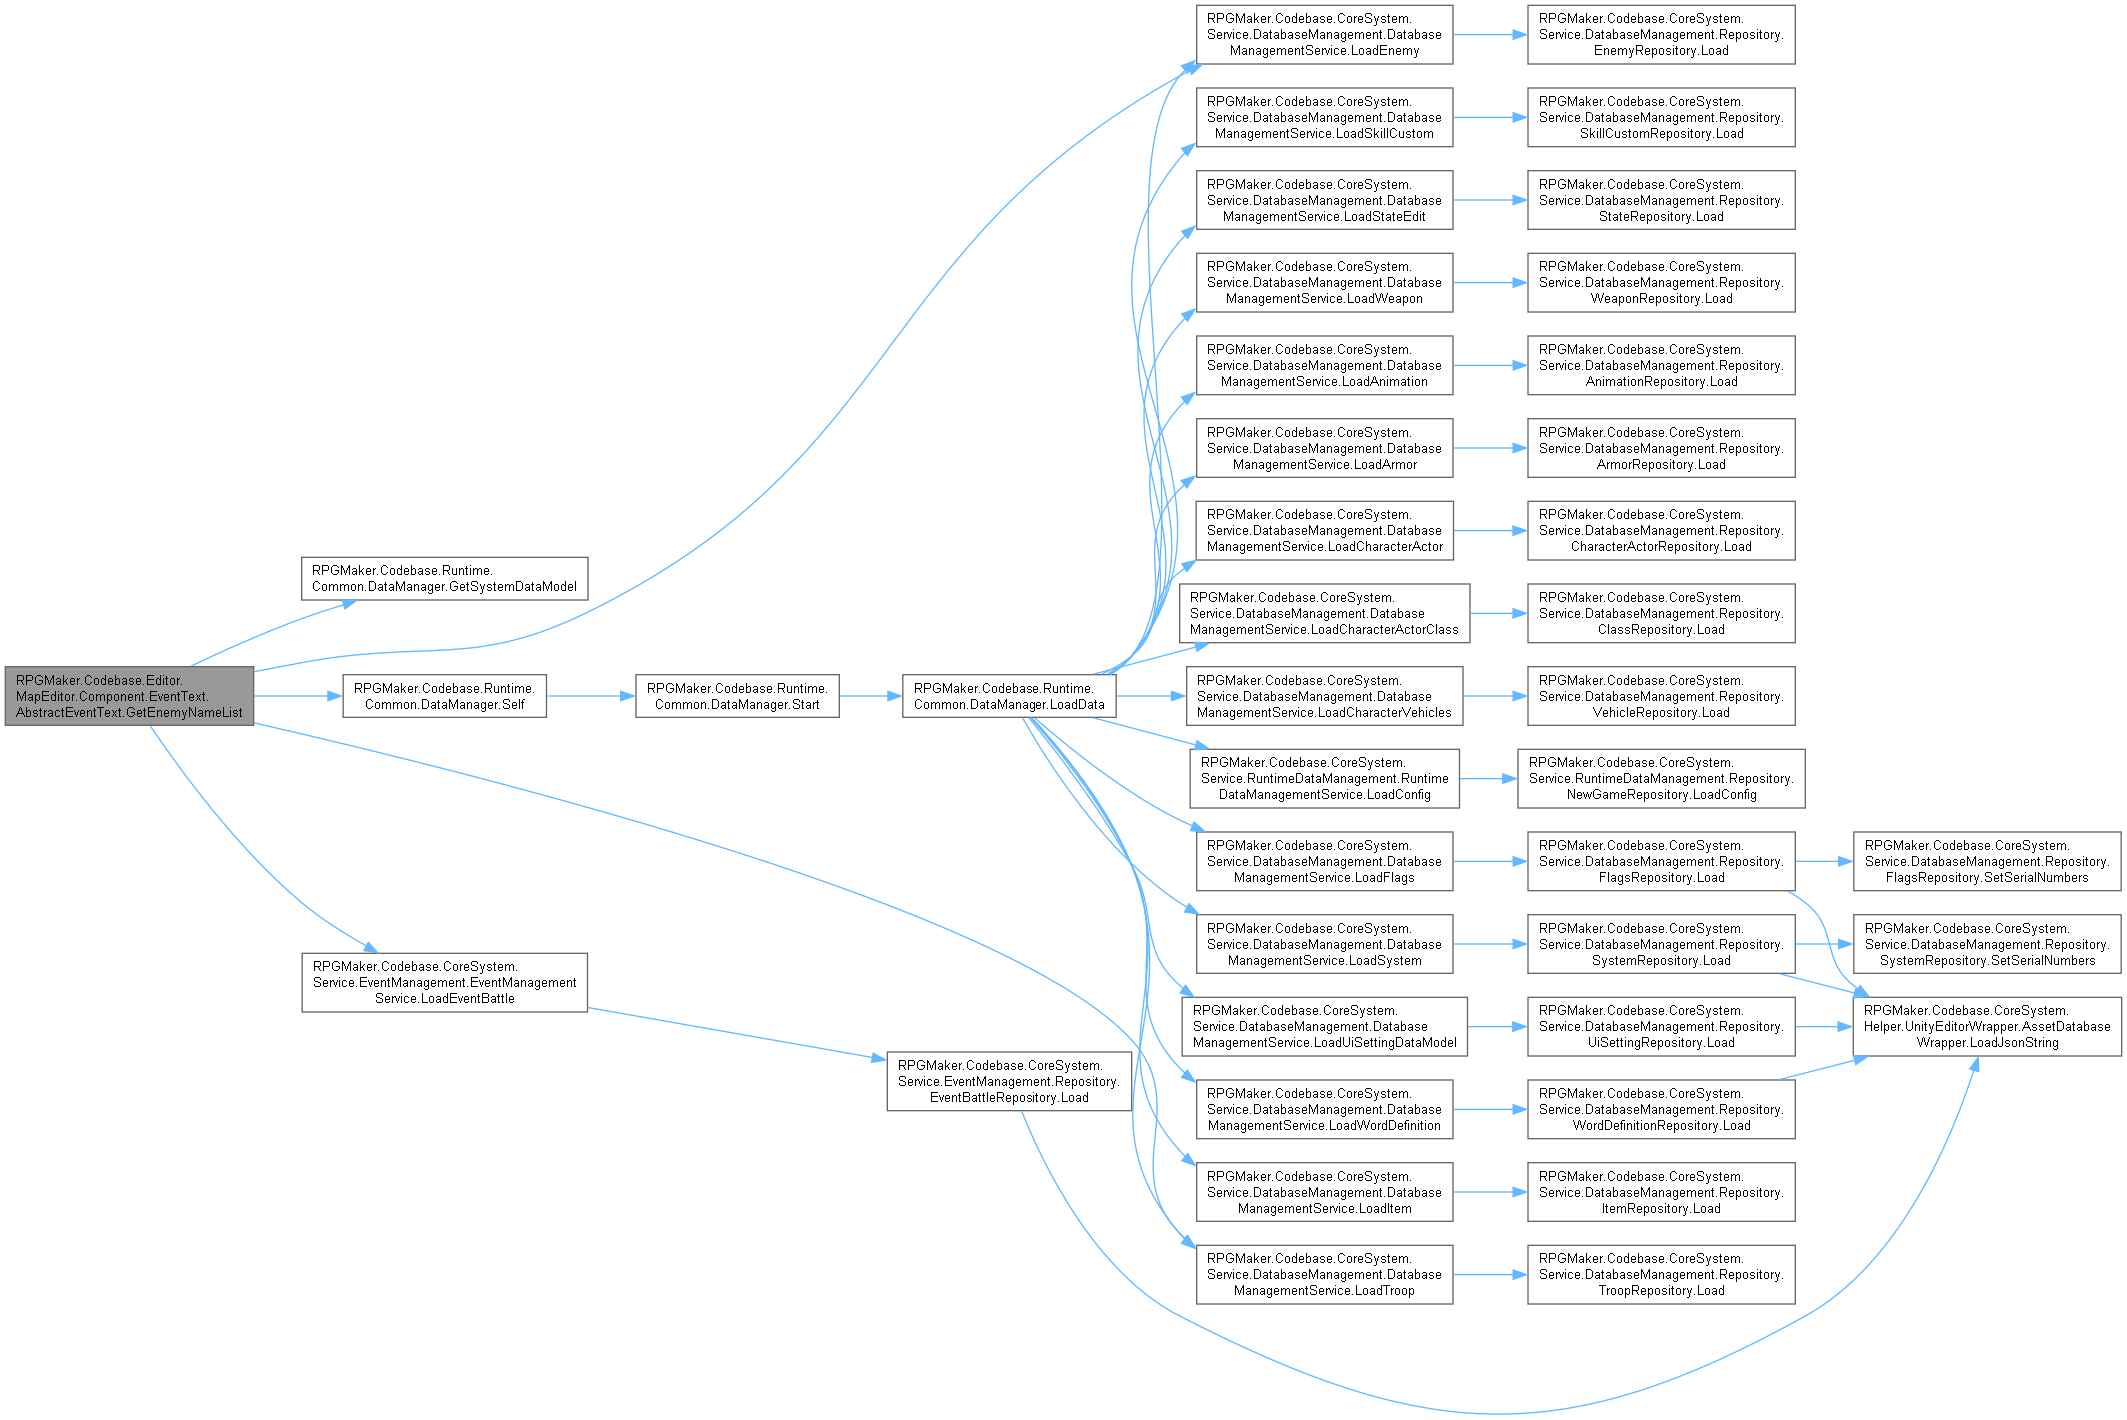 RPGMaker.Codebase.Editor.
MapEditor.Component.EventText.
AbstractEventText.GetEnemyNameList
RPGMaker.Codebase.Runtime.
Common.DataManager.GetSystemDataModel
RPGMaker.Codebase.Runtime.
Common.DataManager.Self
RPGMaker.Codebase.CoreSystem.
Service.EventManagement.EventManagement
Service.LoadEventBattle
RPGMaker.Codebase.Runtime.
Common.DataManager.Start
RPGMaker.Codebase.Runtime.
Common.DataManager.LoadData
RPGMaker.Codebase.CoreSystem.
Service.EventManagement.Repository.
EventBattleRepository.Load
RPGMaker.Codebase.CoreSystem.
Service.DatabaseManagement.Database
ManagementService.LoadEnemy
RPGMaker.Codebase.CoreSystem.
Service.DatabaseManagement.Repository.
EnemyRepository.Load
RPGMaker.Codebase.CoreSystem.
Service.DatabaseManagement.Database
ManagementService.LoadSkillCustom
RPGMaker.Codebase.CoreSystem.
Service.DatabaseManagement.Repository.
SkillCustomRepository.Load
RPGMaker.Codebase.CoreSystem.
Service.DatabaseManagement.Database
ManagementService.LoadStateEdit
RPGMaker.Codebase.CoreSystem.
Service.DatabaseManagement.Repository.
StateRepository.Load
RPGMaker.Codebase.CoreSystem.
Service.DatabaseManagement.Database
ManagementService.LoadWeapon
RPGMaker.Codebase.CoreSystem.
Service.DatabaseManagement.Repository.
WeaponRepository.Load
RPGMaker.Codebase.CoreSystem.
Service.DatabaseManagement.Database
ManagementService.LoadAnimation
RPGMaker.Codebase.CoreSystem.
Service.DatabaseManagement.Repository.
AnimationRepository.Load
RPGMaker.Codebase.CoreSystem.
Service.DatabaseManagement.Database
ManagementService.LoadArmor
RPGMaker.Codebase.CoreSystem.
Service.DatabaseManagement.Repository.
ArmorRepository.Load
RPGMaker.Codebase.CoreSystem.
Service.DatabaseManagement.Database
ManagementService.LoadCharacterActor
RPGMaker.Codebase.CoreSystem.
Service.DatabaseManagement.Repository.
CharacterActorRepository.Load
RPGMaker.Codebase.CoreSystem.
Service.DatabaseManagement.Database
ManagementService.LoadCharacterActorClass
RPGMaker.Codebase.CoreSystem.
Service.DatabaseManagement.Repository.
ClassRepository.Load
RPGMaker.Codebase.CoreSystem.
Service.DatabaseManagement.Database
ManagementService.LoadCharacterVehicles
RPGMaker.Codebase.CoreSystem.
Service.DatabaseManagement.Repository.
VehicleRepository.Load
RPGMaker.Codebase.CoreSystem.
Service.RuntimeDataManagement.Runtime
DataManagementService.LoadConfig
RPGMaker.Codebase.CoreSystem.
Service.RuntimeDataManagement.Repository.
NewGameRepository.LoadConfig
RPGMaker.Codebase.CoreSystem.
Service.DatabaseManagement.Database
ManagementService.LoadFlags
RPGMaker.Codebase.CoreSystem.
Service.DatabaseManagement.Repository.
FlagsRepository.Load
RPGMaker.Codebase.CoreSystem.
Service.DatabaseManagement.Repository.
FlagsRepository.SetSerialNumbers
RPGMaker.Codebase.CoreSystem.
Service.DatabaseManagement.Database
ManagementService.LoadSystem
RPGMaker.Codebase.CoreSystem.
Service.DatabaseManagement.Repository.
SystemRepository.Load
RPGMaker.Codebase.CoreSystem.
Service.DatabaseManagement.Repository.
SystemRepository.SetSerialNumbers
RPGMaker.Codebase.CoreSystem.
Service.DatabaseManagement.Database
ManagementService.LoadUiSettingDataModel
RPGMaker.Codebase.CoreSystem.
Service.DatabaseManagement.Repository.
UiSettingRepository.Load
RPGMaker.Codebase.CoreSystem.
Helper.UnityEditorWrapper.AssetDatabase
Wrapper.LoadJsonString
RPGMaker.Codebase.CoreSystem.
Service.DatabaseManagement.Database
ManagementService.LoadWordDefinition
RPGMaker.Codebase.CoreSystem.
Service.DatabaseManagement.Repository.
WordDefinitionRepository.Load
RPGMaker.Codebase.CoreSystem.
Service.DatabaseManagement.Database
ManagementService.LoadItem
RPGMaker.Codebase.CoreSystem.
Service.DatabaseManagement.Repository.
ItemRepository.Load
RPGMaker.Codebase.CoreSystem.
Service.DatabaseManagement.Database
ManagementService.LoadTroop
RPGMaker.Codebase.CoreSystem.
Service.DatabaseManagement.Repository.
TroopRepository.Load